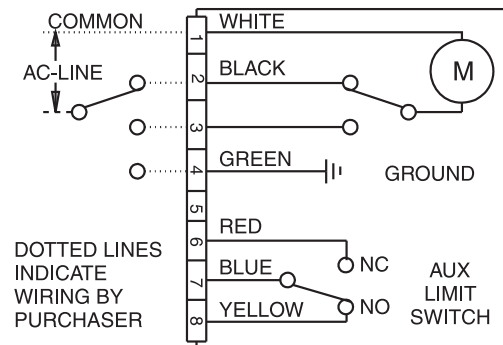 COMMON
WHITE
1
AC-LINE
M
2
BLACK
3
GREEN
4
GROUND
5
RED
6
DOTTED LINES
INDICATE
WIRING BY
PURCHASER
NC
BLUE
7
AUX
LIMIT
SWITCH
YELLOW
NO
8